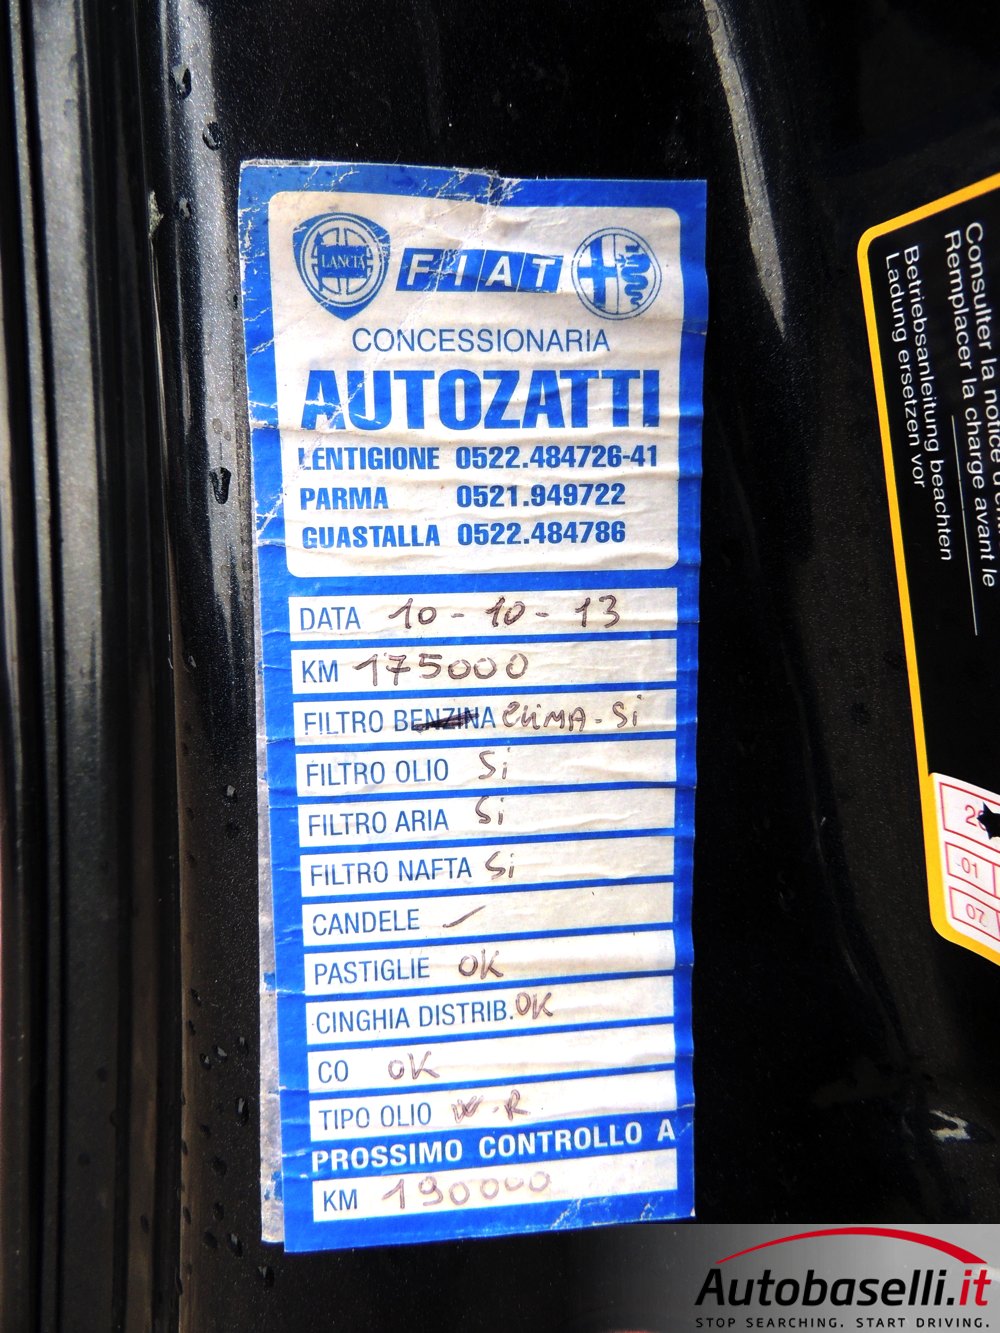 LANCIA
FIAT
CONCESSIONARIA
AUTOZATTI
LENTIGIONE 0522.484726-41
PARMA 0521.949722
GUASTALLA 0522.484786
DATA 10-10-13
KM 175000
FILTRO BENZINA CLIMA-Si
FILTRO OLIO Si
FILTRO ARIA Si
FILTRO NAFTA Si
CANDELE
PASTIGLIE OK
CINGHIA DISTRIB. OK
CO OK
TIPO OLIO W.R
PROSSIMO CONTROLLO A
KM 190000
Consulter la notice
Remplacer la charge avant le
Betriebsanleitung beachten
Ladung ersetzen vor
01
07
Autobaselli.it
STOP SEARCHING. START DRIVING.